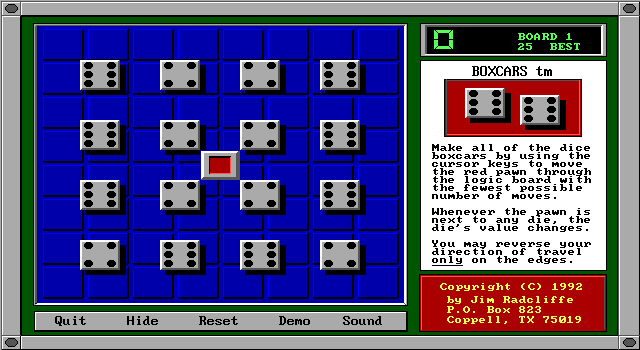 0
BOARD 1
25 BEST
BOXCARS tm
Make all of the dice
boxcars by using the
cursor keys to move
the red pawn through
the logic board with
the fewest possible
number of moves.
Whenever the pawn is
next to any die, the
die's value changes.
You may reverse your
direction of travel
only on the edges.
Copyright (C) 1992
by Jim Radcliffe
P.O. Box 823
Coppell, TX 75019
Quit Hide Reset Demo Sound